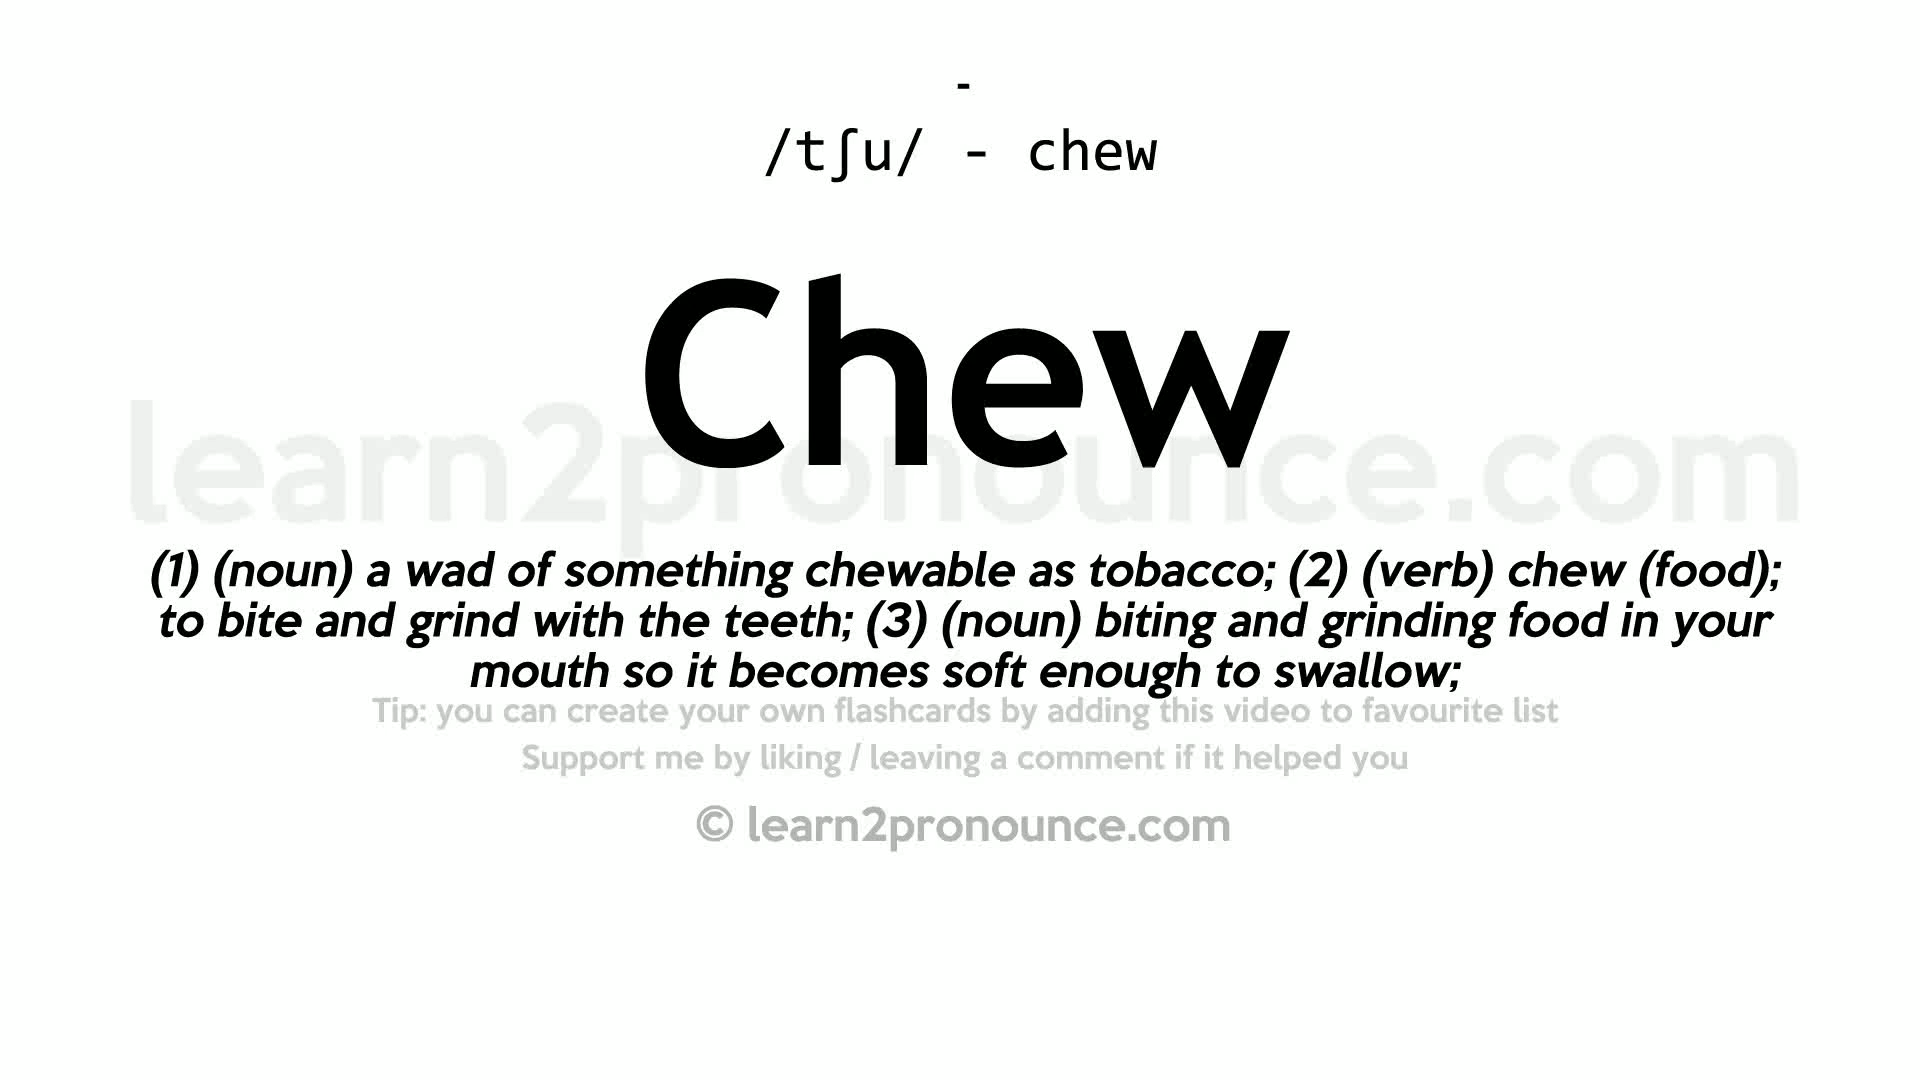 -
/tʃu/ - chew
Chew
learn2pronounce.com
(1) (noun) a wad of something chewable as tobacco; (2) (verb) chew (food);
to bite and grind with the teeth; (3) (noun) biting and grinding food in your
mouth so it becomes soft enough to swallow;
Tip: you can create your own flashcards by adding this video to favourite list
Support me by liking / leaving a comment if it helped you
© learn2pronounce.com